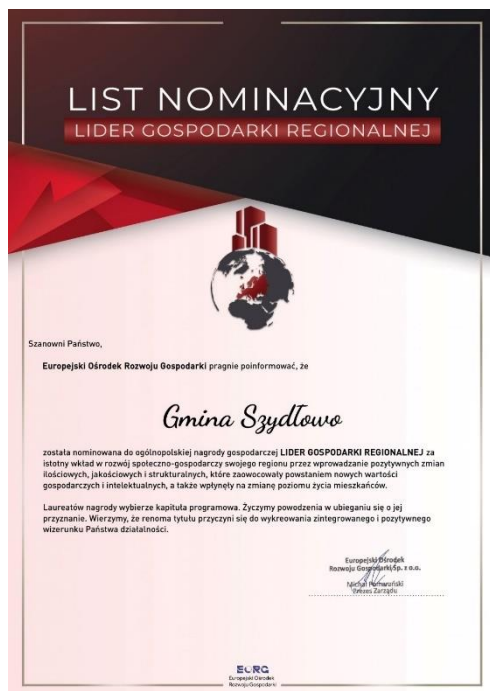 LIST NOMINACYJNY
LIDER GOSPODARKI REGIONALNEJ
Szanowni Państwo,
Europejski Ośrodek Rozwoju Gospodarki pragnie poinformować, że
Gmina Szydłowo
została nominowana do ogólnopolskiej nagrody gospodarczej LIDER GOSPODARKI REGIONALNEJ za
istotny wkład w rozwój społeczno-gospodarczy swojego regionu przez wprowadzanie pozytywnych zmian
ilościowych, jakościowych i strukturalnych, które zaowocowały powstaniem nowych wartości
gospodarczych i intelektualnych, a także wpłynęły na zmianę poziomu życia mieszkańców.
Laureatów nagrody wybierze kapituła programowa. Życzymy powodzenia w ubieganiu się o jej
przyznanie. Wierzymy, że renoma tytułu przyczyni się do wykreowania zintegrowanego i pozytywnego
wizerunku Państwa działalności.
Europejski Ośrodek
Rozwoju Gospodarki Sp. z o.o.
Michał
Prezes Zarządu
EORG
Europejski Ośrodek
Rozwoju Gospodarki